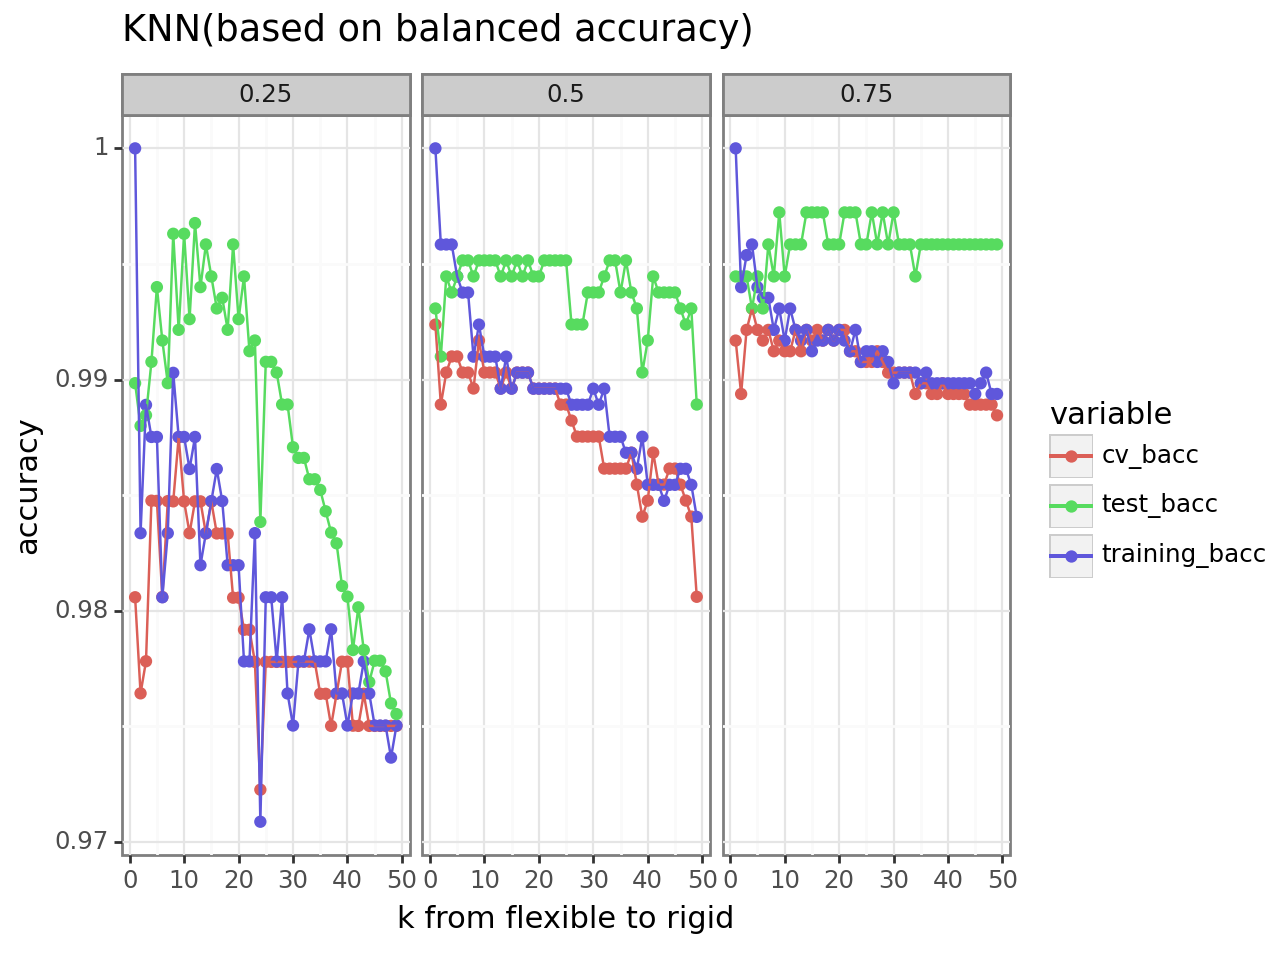 KNN(based on balanced accuracy)
0.25 0.5 0.75
1
0.99
0.98
0.97
accuracy
0 10 20 30 40 50 0 10 20 30 40 50 0 10 20 30 40 50
k from flexible to rigid
variable
cv_bacc
test_bacc
training_bacc